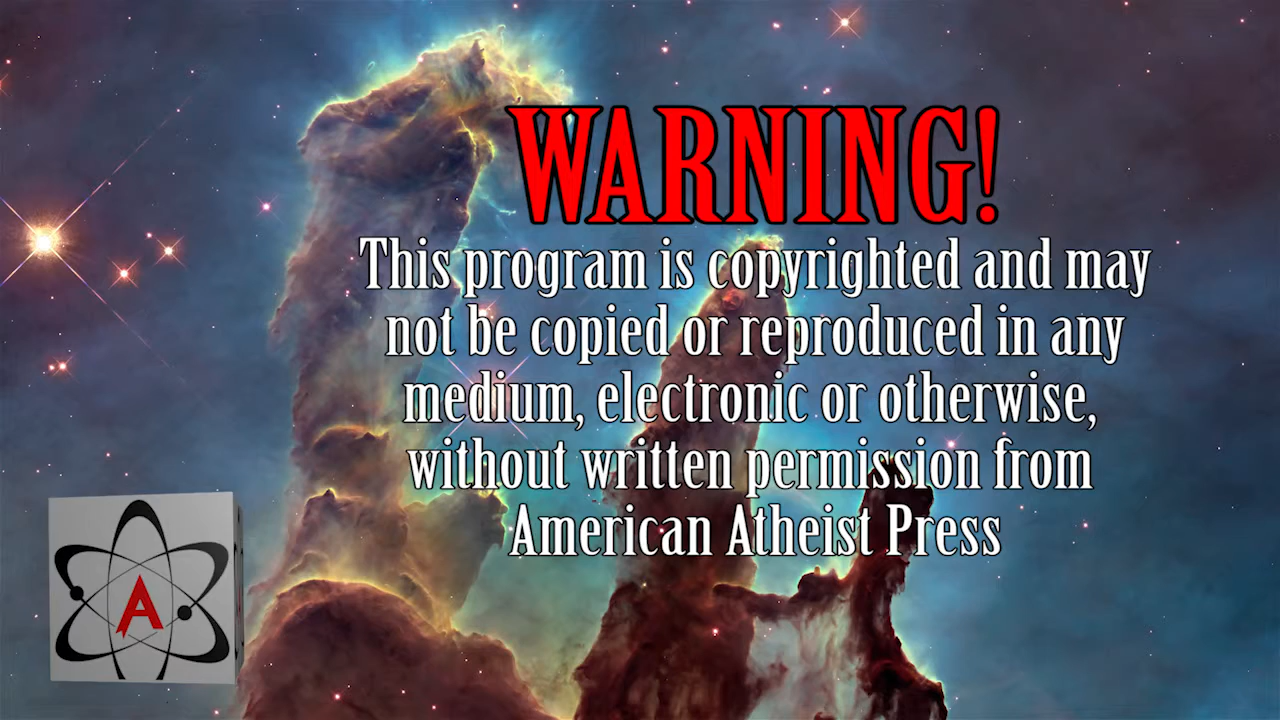 WARNING!
This program is copyrighted and may
not be copied or reproduced in any
medium, electronic or otherwise,
without written permission from
American Atheist Press
A